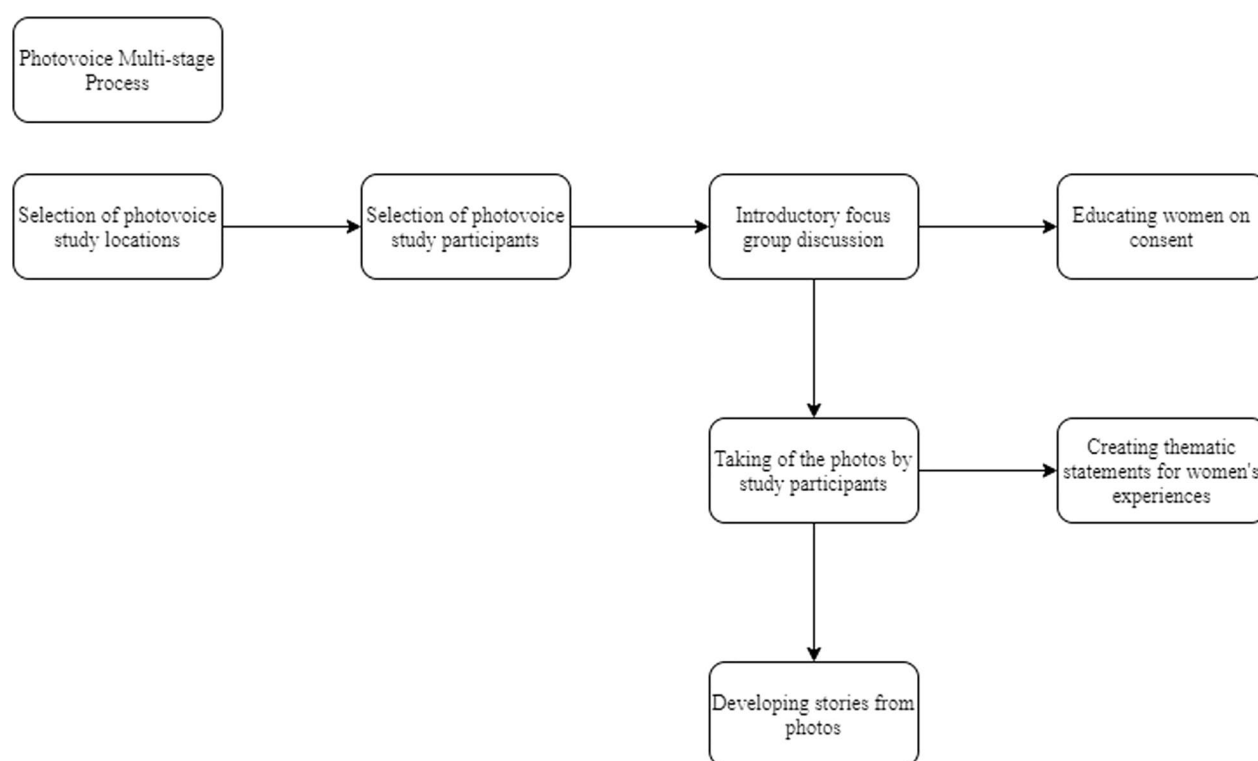 Photovoice Multi-stage
Process
Selection of photovoice
study locations
Selection of photovoice
study participants
Introductory focus
group discussion
Educating women on
consent
Taking of the photos by
study participants
Creating thematic
statements for women's
experiences
Developing stories from
photos